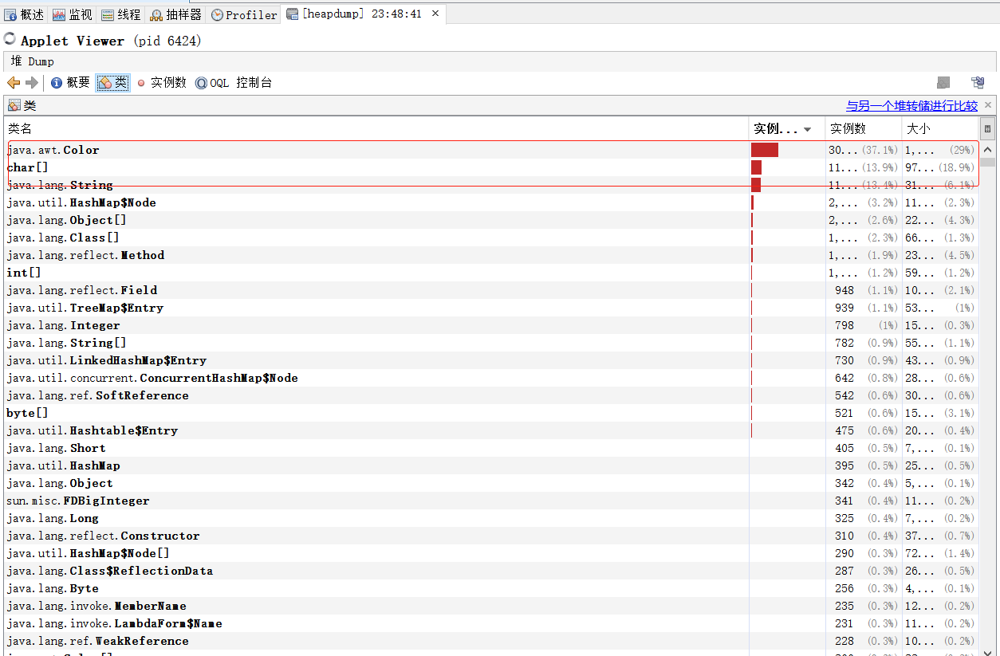 概述 监视 线程 抽样器 Profiler [heapdump] 23:48:41 ×
Applet Viewer (pid 6424)
堆 Dump
概要 类 实例数 OQL 控制台
类 与另一个堆转储进行比较 ×
类名 实例... 实例数 大小
java.awt.Color 30... (37.1%) 1,... (29%)
char[] 11... (13.9%) 97... (18.9%)
java.lang.String 11... (13.4%) 31... (6.1%)
java.util.HashMap$Node 2,... (3.2%) 11... (2.3%)
java.lang.Object[] 2,... (2.6%) 22... (4.3%)
java.lang.Class[] 1,... (2.3%) 66... (1.3%)
java.lang.reflect.Method 1,... (1.9%) 23... (4.5%)
int[] 1,... (1.2%) 59... (1.2%)
java.lang.reflect.Field 948 (1.1%) 10... (2.1%)
java.util.TreeMap$Entry 939 (1.1%) 53... (1%)
java.lang.Integer 798 (1%) 15... (0.3%)
java.lang.String[] 782 (0.9%) 55... (1.1%)
java.util.LinkedHashMap$Entry 730 (0.9%) 43... (0.9%)
java.util.concurrent.ConcurrentHashMap$Node 642 (0.8%) 28... (0.6%)
java.lang.ref.SoftReference 542 (0.6%) 30... (0.6%)
byte[] 521 (0.6%) 15... (3.1%)
java.util.Hashtable$Entry 475 (0.6%) 20... (0.4%)
java.lang.Short 405 (0.5%) 7,... (0.1%)
java.util.HashMap 395 (0.5%) 25... (0.5%)
java.lang.Object 342 (0.4%) 5,... (0.1%)
sun.misc.FDBigInteger 341 (0.4%) 11... (0.2%)
java.lang.Long 325 (0.4%) 7,... (0.2%)
java.lang.reflect.Constructor 310 (0.4%) 37... (0.7%)
java.util.HashMap$Node[] 290 (0.3%) 72... (1.4%)
java.lang.Class$ReflectionData 287 (0.3%) 26... (0.5%)
java.lang.Byte 256 (0.3%) 4,... (0.1%)
java.lang.invoke.MemberName 235 (0.3%) 12... (0.2%)
java.lang.invoke.LambdaForm$Name 231 (0.3%) 11... (0.2%)
java.lang.ref.WeakReference 228 (0.3%) 10... (0.2%)